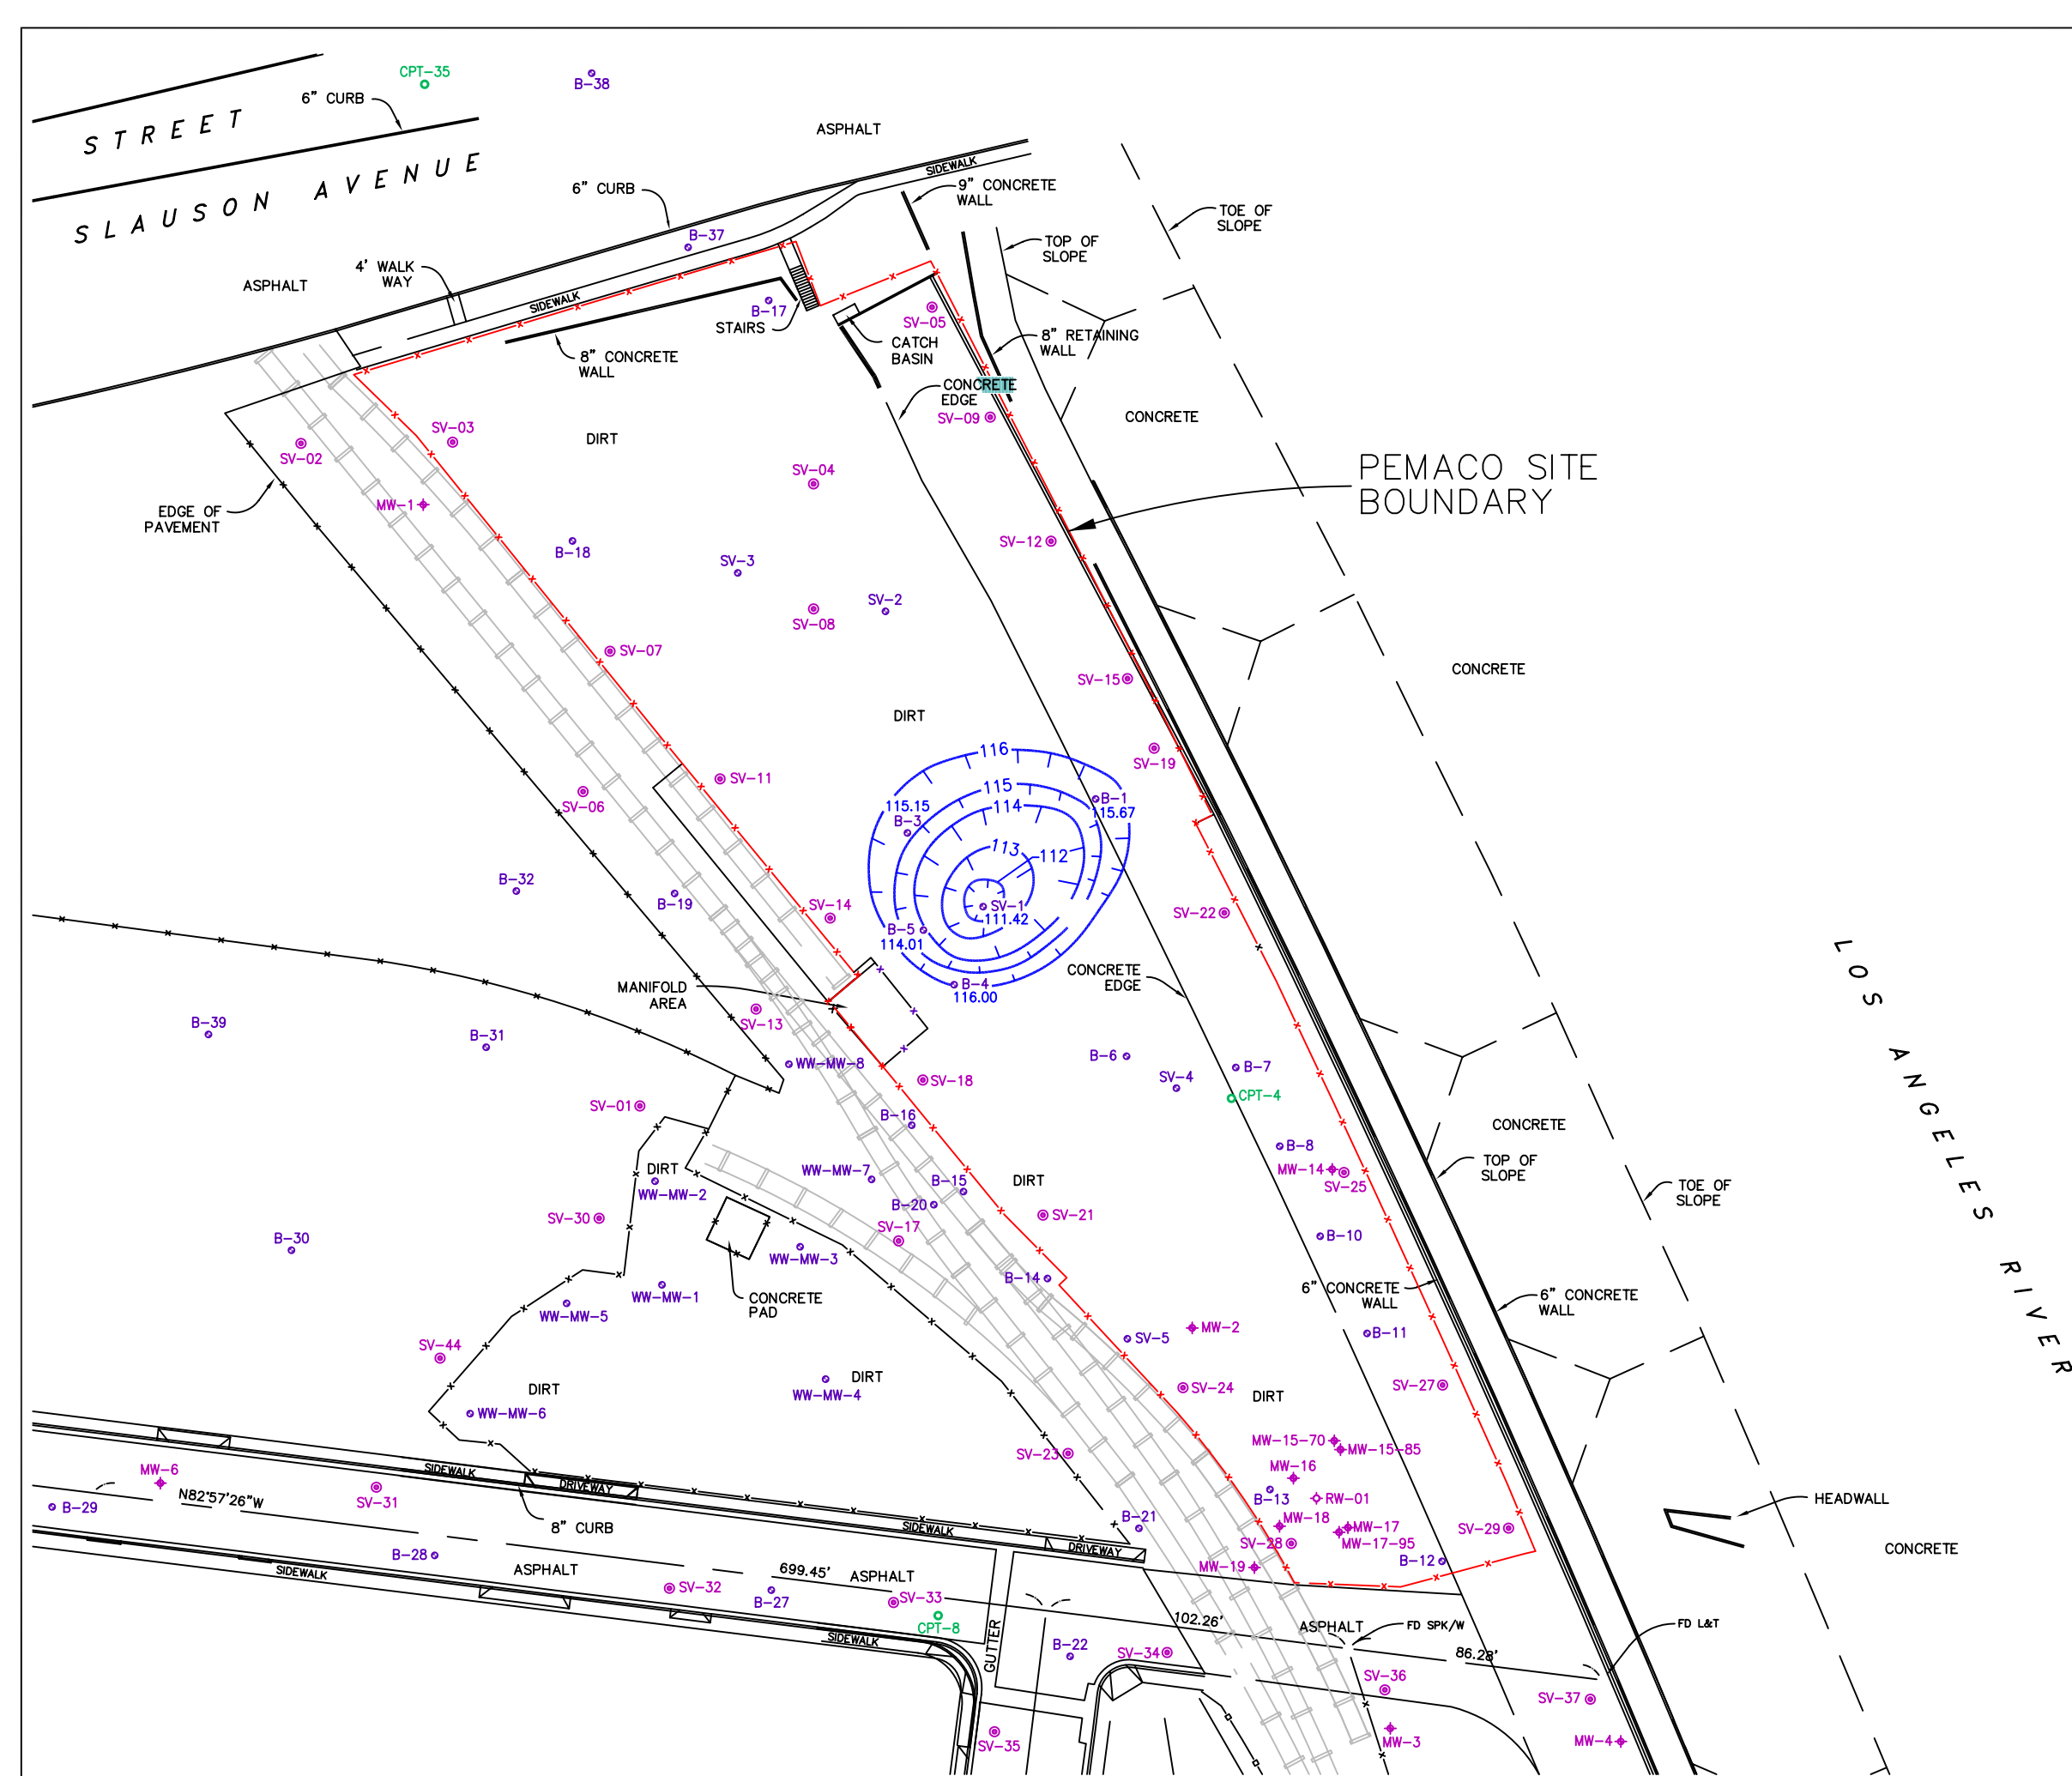 CPT-35
B-38
6" CURB
STREET
ASPHALT
SLAUSON AVENUE
SIDEWALK
9" CONCRETE
WALL
6" CURB
TOE OF
SLOPE
B-37
TOP OF
SLOPE
4' WALK
WAY
ASPHALT
SIDEWALK
B-17
STAIRS
SV-05
CATCH
BASIN
8" RETAINING
WALL
8" CONCRETE
WALL
CONCRETE
EDGE
SV-09
CONCRETE
SV-03
DIRT
SV-02
SV-04
PEMACO SITE
BOUNDARY
MW-1
EDGE OF
PAVEMENT
B-18
SV-12
SV-3
SV-2
SV-08
SV-07
CONCRETE
SV-15
DIRT
116
SV-19
SV-11
SV-06
115
B-1
115.67
115.15
114
B-3
113
112
B-32
B-19
SV-14
SV-1
111.42
SV-22
B-5
114.01
LOS ANGELES RIVER
CONCRETE
EDGE
B-4
116.00
MANIFOLD
AREA
SV-13
B-39
B-31
WW-MW-8
B-6
B-7
SV-4
SV-18
CPT-4
SV-01
B-16
CONCRETE
B-8
DIRT
WW-MW-7
MW-14
SV-25
TOP OF
SLOPE
WW-MW-2
B-15
DIRT
TOE OF
SLOPE
B-20
SV-30
SV-21
SV-17
B-30
WW-MW-3
B-10
B-14
6" CONCRETE
WALL
6" CONCRETE
WALL
WW-MW-1
CONCRETE
PAD
WW-MW-5
MW-2
SV-5
B-11
SV-44
DIRT
WW-MW-4
DIRT
SV-24
DIRT
SV-27
WW-MW-6
MW-15-70
MW-15-85
SV-23
MW-6
SIDEWALK
MW-16
SV-31
DRIVEWAY
N82°57'26"W
B-29
B-13
RW-01
HEADWALL
8" CURB
SIDEWALK
B-21
MW-18
MW-17
SV-29
MW-17-95
SV-28
DRIVEWAY
CONCRETE
B-28
B-12
MW-19
ASPHALT
SIDEWALK
699.45'
ASPHALT
SV-32
B-27
SV-33
CPT-8
102.26'
ASPHALT
FD SPK/W
FD L&T
SIDEWALK
GUTTER
B-22
SV-34
86.28'
SV-36
SV-37
SV-35
MW-3
MW-4